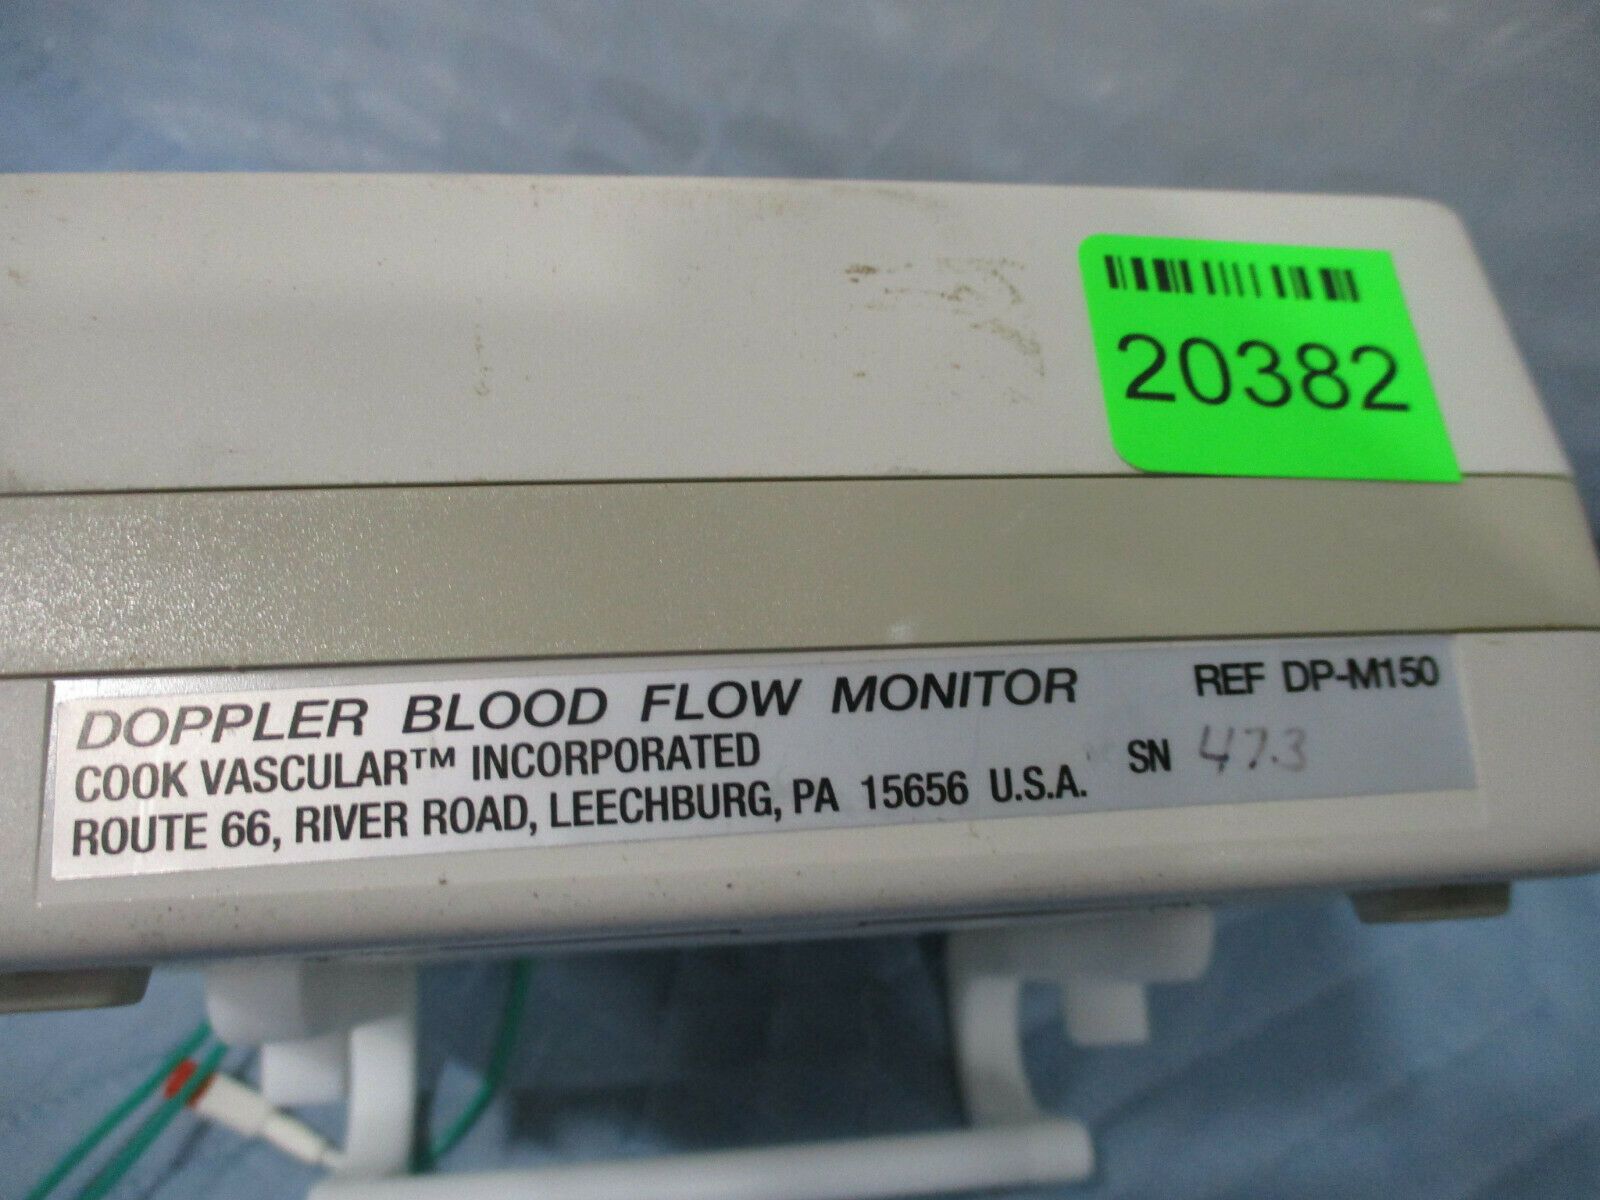 20382
DOPPLER BLOOD FLOW MONITOR REF DP-M150
COOK VASCULAR™ INCORPORATED SN 473
ROUTE 66, RIVER ROAD, LEECHBURG, PA 15656 U.S.A.